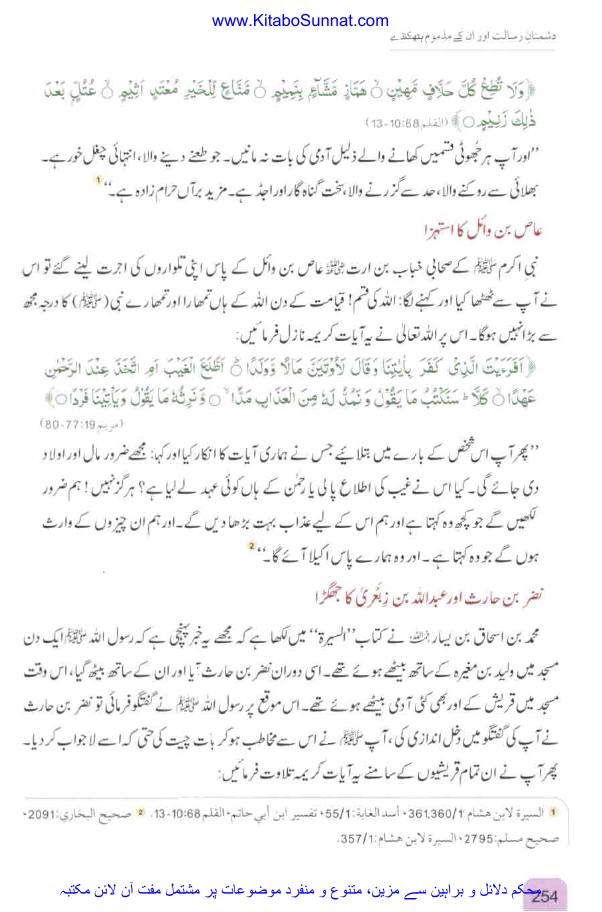 www.KitaboSunnat.com
دشمنانِ رسالت اور ان کے مذموم ہتھکنڈے
﴿وَلَا تُطِعْ كُلَّ حَلَّافٍ مَّهِيْنٍ ۝ هَمَّازٍ مَّشَّآءٍ بِنَمِيْمٍ ۝ مَّنَّاعٍ لِّلْخَيْرِ مُعْتَدٍ اَثِيْمٍ ۝ عُتُلٍّ بَعْدَ
ذٰلِكَ زَنِيْمٍ ۝﴾ (القلم 68:10-13)
''اور آپ ہر جُھوٹی قسمیں کھانے والے ذلیل آدمی کی بات نہ مانیں۔ جو طعنے دینے والا، انتہائی چغل خور ہے۔
بھلائی سے روکنے والا، حد سے گزرنے والا، سخت گناہ گار اور اجڈ ہے۔ مزید برآں حرام زادہ ہے۔'' 1
عاص بن وائل کا استہزا
نبیِ اکرم ﷺ کے صحابی خباب بن ارت رضی اللہ عنہ عاص بن وائل کے پاس اپنی تلواروں کی اجرت لینے گئے تو اس
نے آپ سے ٹھٹھا کیا اور کہنے لگا: اللہ کی قسم! قیامت کے دن اللہ کے ہاں تمھارا اور تمھارے نبی (ﷺ) کا درجہ مجھ
سے بڑا نہیں ہوگا۔ اس پر اللہ تعالیٰ نے یہ آیات کریمہ نازل فرمائیں:
﴿اَفَرَءَيْتَ الَّذِيْ كَفَرَ بِاٰيٰتِنَا وَقَالَ لَاُوْتَيَنَّ مَالًا وَّوَلَدًا ۝ اَطَّلَعَ الْغَيْبَ اَمِ اتَّخَذَ عِنْدَ الرَّحْمٰنِ
عَهْدًا ۝ كَلَّا سَنَكْتُبُ مَا يَقُوْلُ وَنَمُدُّ لَهٗ مِنَ الْعَذَابِ مَدًّا ۝ وَّنَرِثُهٗ مَا يَقُوْلُ وَيَاْتِيْنَا فَرْدًا ۝﴾
(مریم 19:77-80)
''پھر آپ اس شخص کے بارے میں بتلائیے جس نے ہماری آیات کا انکار کیا اور کہا: مجھے ضرور مال اور اولاد
دی جائے گی۔ کیا اس نے غیب کی اطلاع پا لی یا رحمٰن کے ہاں کوئی عہد لے لیا ہے؟ ہرگز نہیں! ہم ضرور
لکھیں گے جو کچھ وہ کہتا ہے اور ہم اس کے لیے عذاب بہت بڑھا دیں گے۔ اور ہم ان چیزوں کے وارث
ہوں گے جو وہ کہتا ہے۔ اور وہ ہمارے پاس اکیلا آئے گا۔'' 2
نضر بن حارث اور عبداللہ بن زِبَعْریٰ کا جھگڑا
محمد بن اسحاق بن یسار رحمہ اللہ نے کتاب ''السیرۃ'' میں لکھا ہے کہ مجھے یہ خبر پہنچی ہے کہ رسول اللہ ﷺ ایک دن
مسجد میں ولید بن مغیرہ کے ساتھ بیٹھے ہوئے تھے۔ اسی دوران نضر بن حارث آیا اور ان کے ساتھ بیٹھ گیا، اس وقت
مسجد میں قریش کے اور بھی کئی آدمی بیٹھے ہوئے تھے۔ اس موقع پر رسول اللہ ﷺ نے گفتگو فرمائی تو نضر بن حارث
نے آپ کی گفتگو میں دخل اندازی کی، آپ ﷺ نے اس سے مخاطب ہو کر بات چیت کی حتی کہ اسے لاجواب کر دیا۔
پھر آپ نے ان تمام قریشیوں کے سامنے یہ آیات کریمہ تلاوت فرمائیں:
1 السیرۃ لابن ھشام: 361,360/1، أسد الغابة: 55/1، تفسیر ابن أبي حاتم، القلم 68:10-13. 2 صحیح البخاري: 2091،
صحیح مسلم: 2795، السیرۃ لابن ھشام: 357/1.
محکم دلائل و براہین سے مزین، متنوع و منفرد موضوعات پر مشتمل مفت آن لائن مکتبہ
254